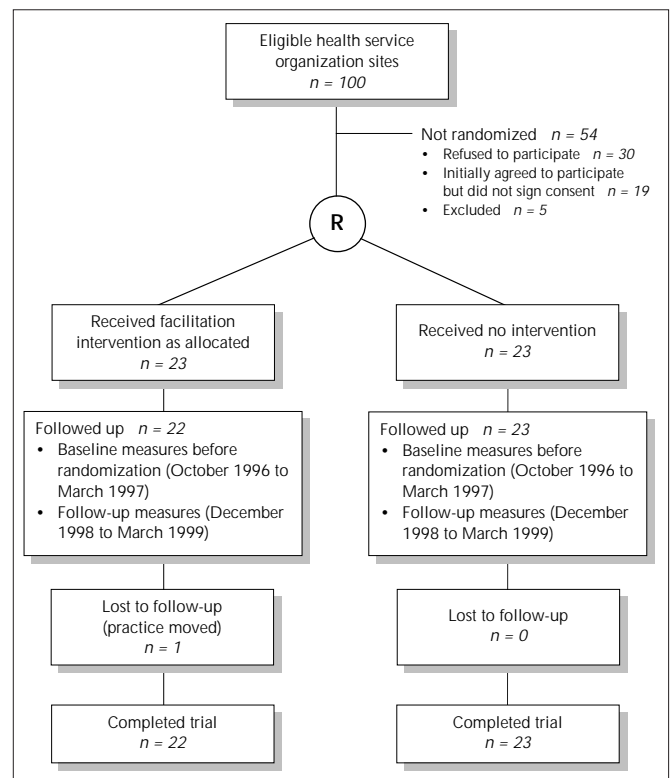 Eligible health service
organization sites
n = 100
Not randomized n = 54
• Refused to participate n = 30
• Initially agreed to participate
but did not sign consent n = 19
• Excluded n = 5
R
Received facilitation
intervention as allocated
n = 23
Received no intervention
n = 23
Followed up n = 22
• Baseline measures before
randomization (October 1996 to
March 1997)
• Follow-up measures (December
1998 to March 1999)
Followed up n = 23
• Baseline measures before
randomization (October 1996 to
March 1997)
• Follow-up measures (December
1998 to March 1999)
Lost to follow-up
(practice moved)
n = 1
Lost to follow-up
n = 0
Completed trial
n = 22
Completed trial
n = 23